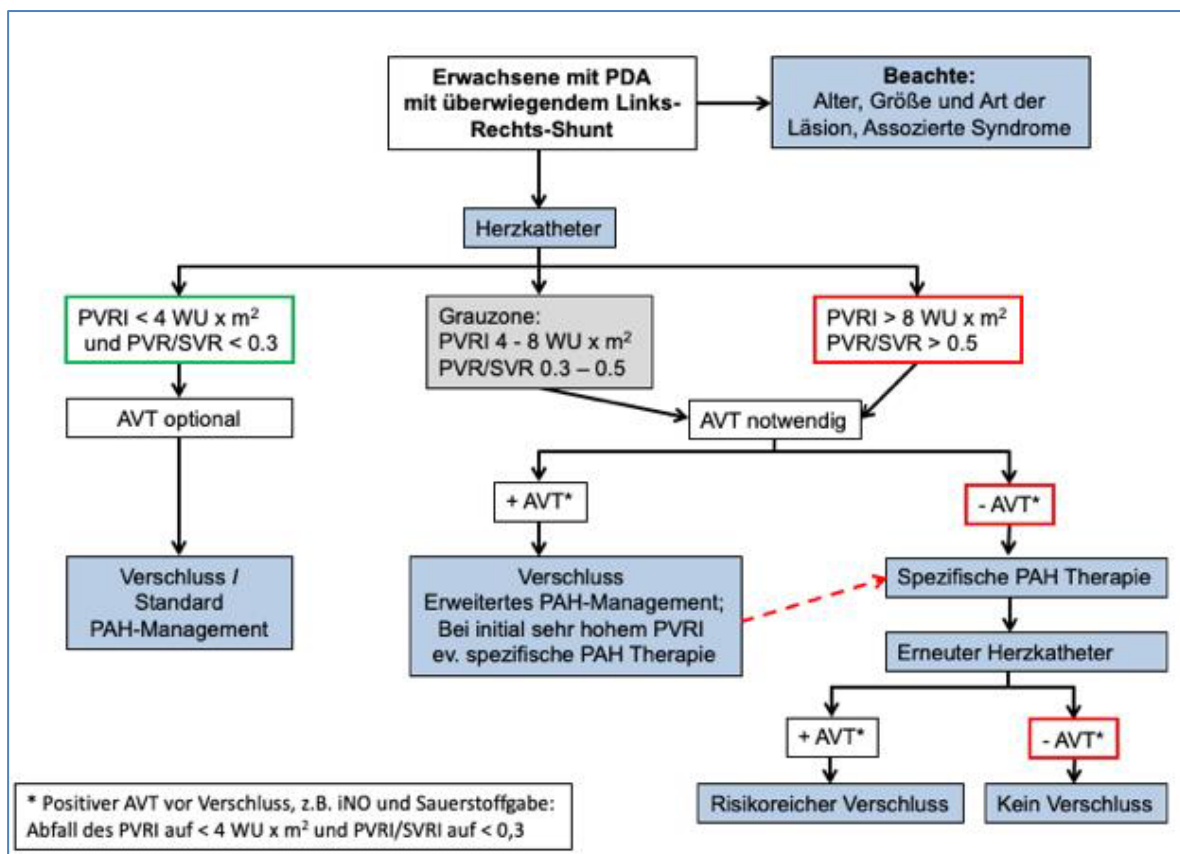 Erwachsene mit PDA
mit überwiegendem Links-
Rechts-Shunt
Beachte:
Alter, Größe und Art der
Läsion, Assozierte Syndrome
Herzkatheter
PVRI < 4 WU x m²
und PVR/SVR < 0.3
Grauzone:
PVRI 4 - 8 WU x m²
PVR/SVR 0.3 – 0.5
PVRI > 8 WU x m²
PVR/SVR > 0.5
AVT optional
AVT notwendig
+ AVT*
- AVT*
Verschluss /
Standard
PAH-Management
Verschluss
Erweitertes PAH-Management;
Bei initial sehr hohem PVRI
ev. spezifische PAH Therapie
Spezifische PAH Therapie
Erneuter Herzkatheter
+ AVT*
- AVT*
Risikoreicher Verschluss
Kein Verschluss
* Positiver AVT vor Verschluss, z.B. iNO und Sauerstoffgabe:
Abfall des PVRI auf < 4 WU x m² und PVRI/SVRI auf < 0,3